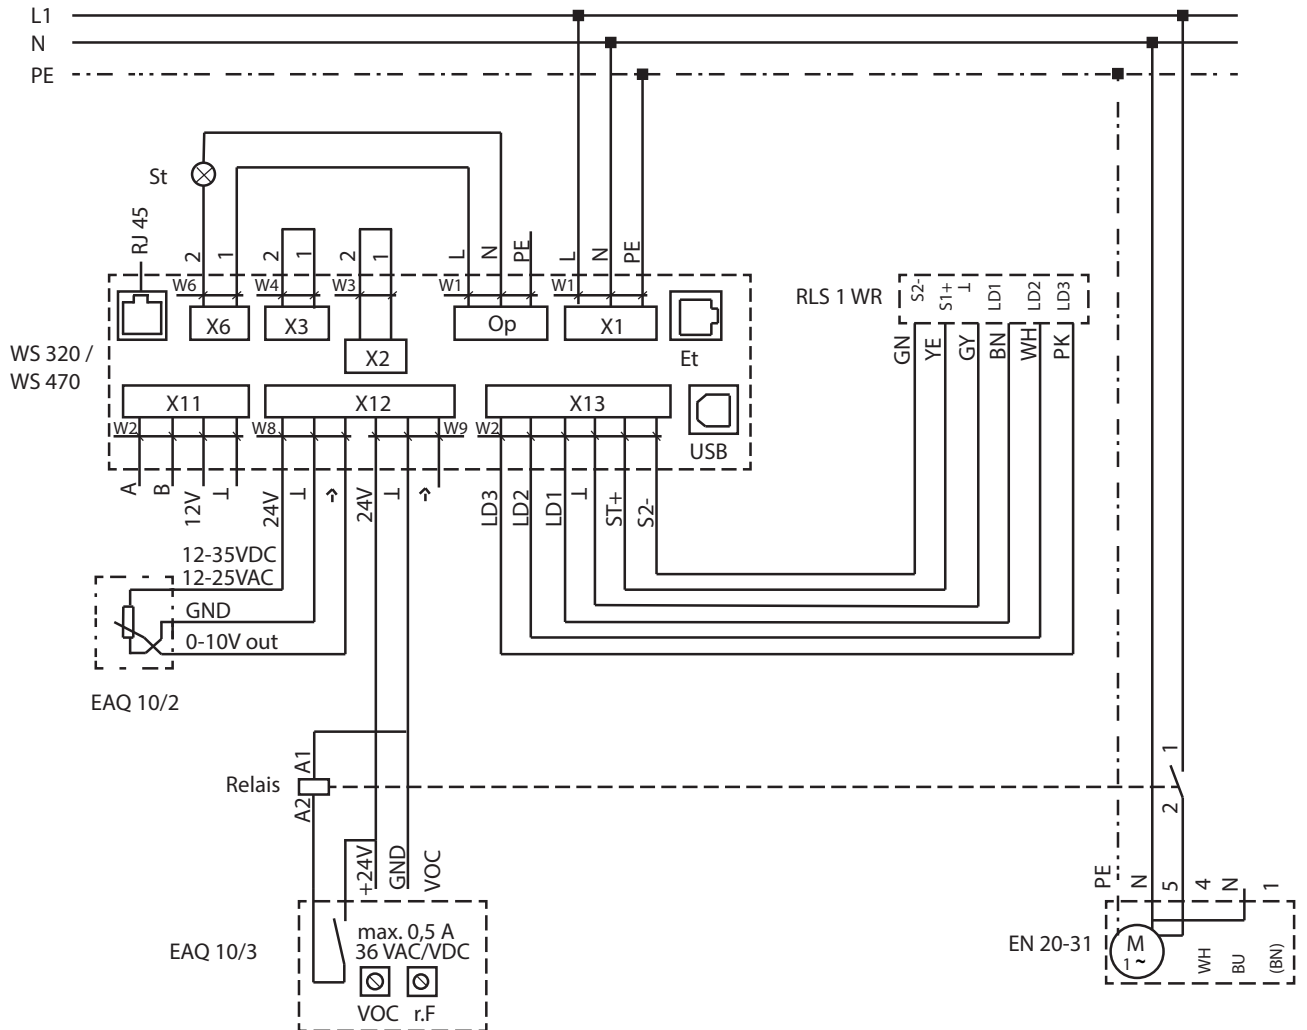 L1
N
PE
St
RJ 45
2
1
2
1
2
1
L
N
PE
L
N
PE
W6
W4
W3
W1
W1
X6
X3
Op
X1
X2
Et
WS 320 /
WS 470
X11
X12
X13
USB
W2
W8
W9
W2
A
B
12V
⊥
24V
⊥
24V
⊥
LD3
LD2
LD1
⊥
ST+
S2-
RLS 1 WR
S2-
S1+
⊥
LD1
LD2
LD3
GN
YE
GY
BN
WH
PK
12-35VDC
12-25VAC
GND
0-10V out
EAQ 10/2
Relais
A1
A2
1
2
+24V
GND
VOC
max. 0,5 A
36 VAC/VDC
EAQ 10/3
VOC r.F
PE
N
5
4
N
1
EN 20-31
M
1 ~
WH
BU
(BN)